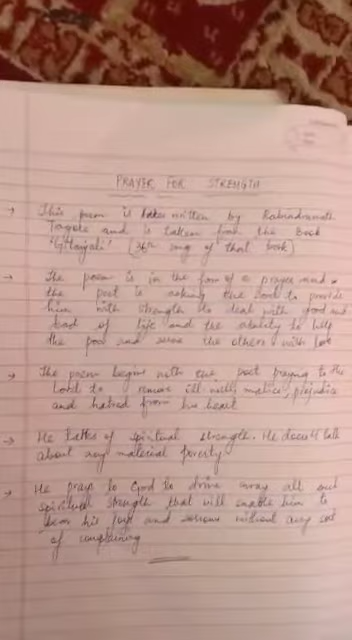 PRAYER FOR STRENGTH
→ This poem is written by Rabindranath
Tagore and is taken from the book
'Gitanjali' (36th song of that book)
→ The poem is in the form of a prayer and
the poet is asking the Lord to provide
him with strength to deal with good and
bad of life and the ability to help
the poor and serve the others with love
→ The poem begins with the poet praying to the
Lord to remove ill-will, malice, prejudice
and hatred from his heart
→ He talks of spiritual strength. He doesn't talk
about any material poverty.
→ He prays to God to drive away all and
spiritual strength that will enable him to
bear his joys and sorrows without any sort
of complaining